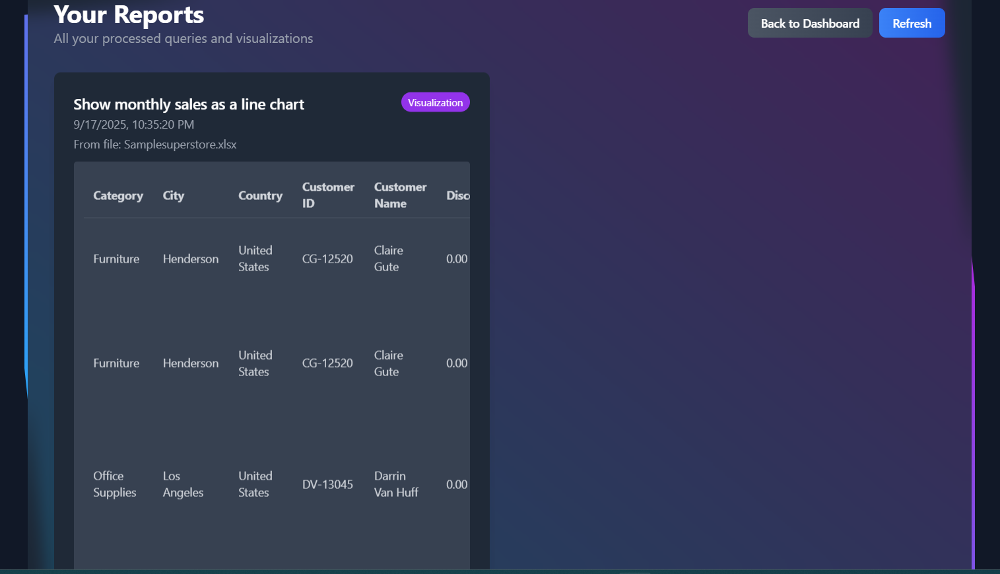 Your Reports
All your processed queries and visualizations
Back to Dashboard
Refresh
Show monthly sales as a line chart
Visualization
9/17/2025, 10:35:20 PM
From file: Samplesuperstore.xlsx
Category City Country Customer ID Customer Name Disc
Furniture Henderson United States CG-12520 Claire Gute 0.00
Furniture Henderson United States CG-12520 Claire Gute 0.00
Office Supplies Los Angeles United States DV-13045 Darrin Van Huff 0.00